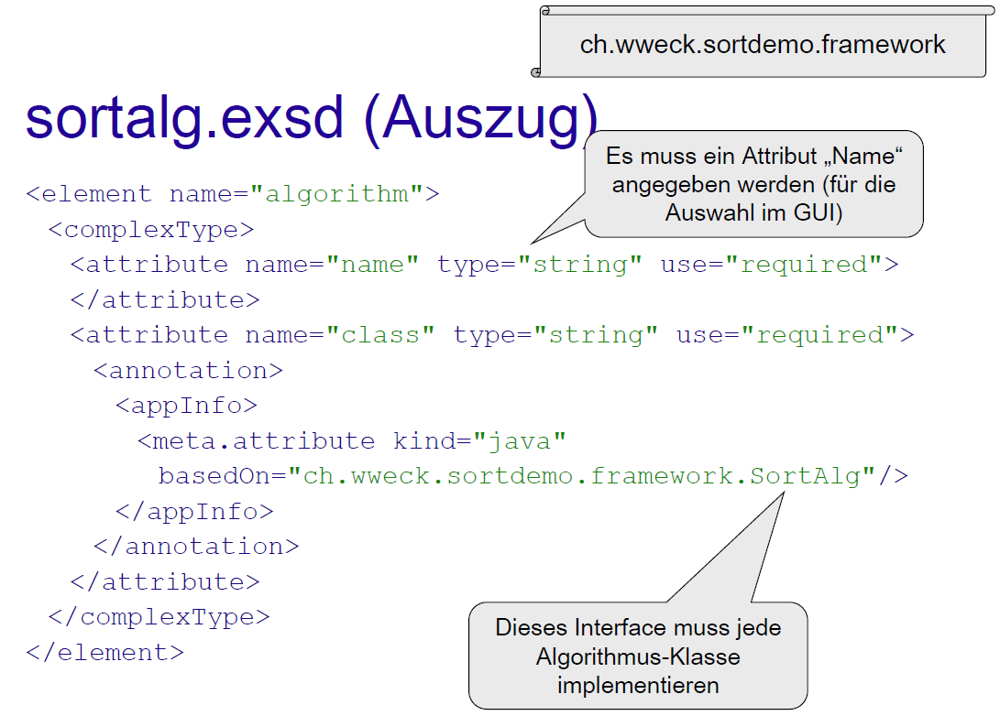 ch.wweck.sortdemo.framework
sortalg.exsd (Auszug)
Es muss ein Attribut „Name“
angegeben werden (für die
Auswahl im GUI)
<element name="algorithm">
<complexType>
<attribute name="name" type="string" use="required">
</attribute>
<attribute name="class" type="string" use="required">
<annotation>
<appInfo>
<meta.attribute kind="java"
basedOn="ch.wweck.sortdemo.framework.SortAlg"/>
</appInfo>
</annotation>
</attribute>
</complexType>
</element>
Dieses Interface muss jede
Algorithmus-Klasse
implementieren